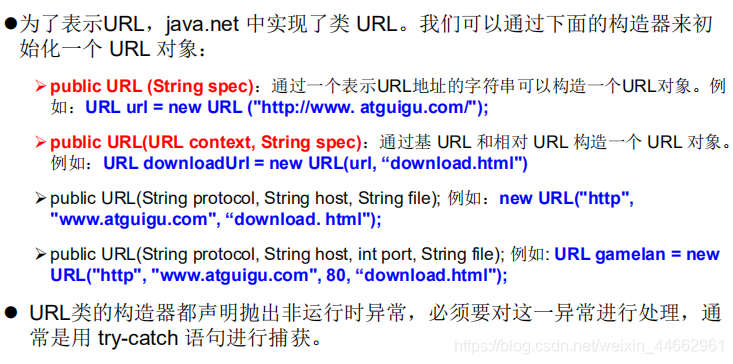 ●为了表示URL，java.net 中实现了类 URL。我们可以通过下面的构造器来初
始化一个 URL 对象：
➢public URL (String spec)：通过一个表示URL地址的字符串可以构造一个URL对象。例
如：URL url = new URL ("http://www. atguigu.com/");
➢public URL(URL context, String spec)：通过基 URL 和相对 URL 构造一个 URL 对象。
例如：URL downloadUrl = new URL(url, “download.html")
➢public URL(String protocol, String host, String file); 例如：new URL("http",
"www.atguigu.com", “download. html");
➢public URL(String protocol, String host, int port, String file); 例如: URL gamelan = new
URL("http", "www.atguigu.com", 80, “download.html");
● URL类的构造器都声明抛出非运行时异常，必须要对这一异常进行处理，通
常是用 try-catch 语句进行捕获。
https://blog.csdn.net/weixin_44662961